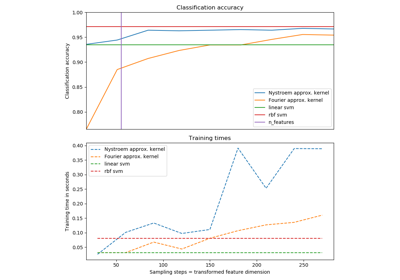 Classification accuracy
1.00
0.95
0.90
0.85
0.80
Classification accuracy
Nystroem approx. kernel
Fourier approx. kernel
linear svm
rbf svm
n_features
Training times
0.40
0.35
0.30
0.25
0.20
0.15
0.10
0.05
Training time in seconds
Nystroem approx. kernel
Fourier approx. kernel
linear svm
rbf svm
50 100 150 200 250
Sampling steps = transformed feature dimension